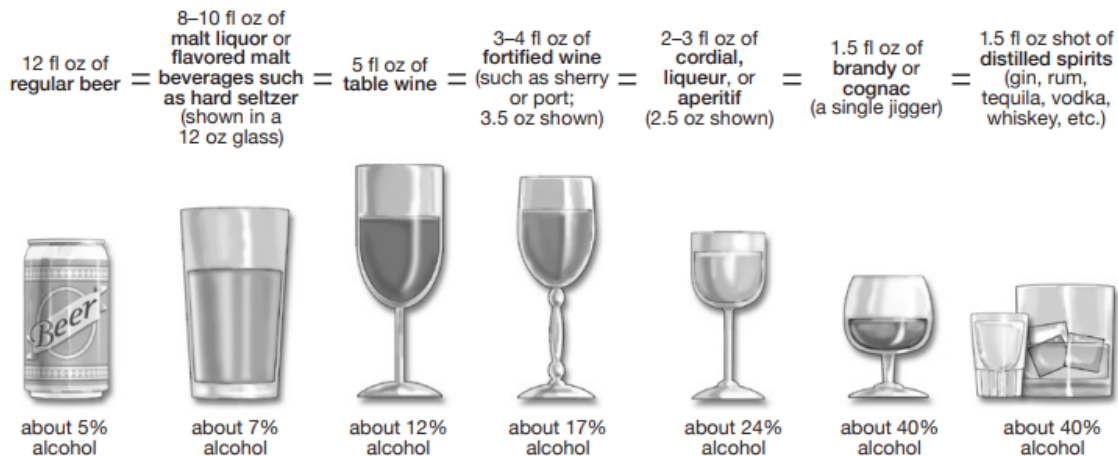 12 fl oz of
regular beer
=
8–10 fl oz of
malt liquor or
flavored malt
beverages such
as hard seltzer
(shown in a
12 oz glass)
=
5 fl oz of
table wine
=
3–4 fl oz of
fortified wine
(such as sherry
or port;
3.5 oz shown)
=
2–3 fl oz of
cordial,
liqueur, or
aperitif
(2.5 oz shown)
=
1.5 fl oz of
brandy or
cognac
(a single jigger)
=
1.5 fl oz shot of
distilled spirits
(gin, rum,
tequila, vodka,
whiskey, etc.)
Beer
about 5%
alcohol
about 7%
alcohol
about 12%
alcohol
about 17%
alcohol
about 24%
alcohol
about 40%
alcohol
about 40%
alcohol